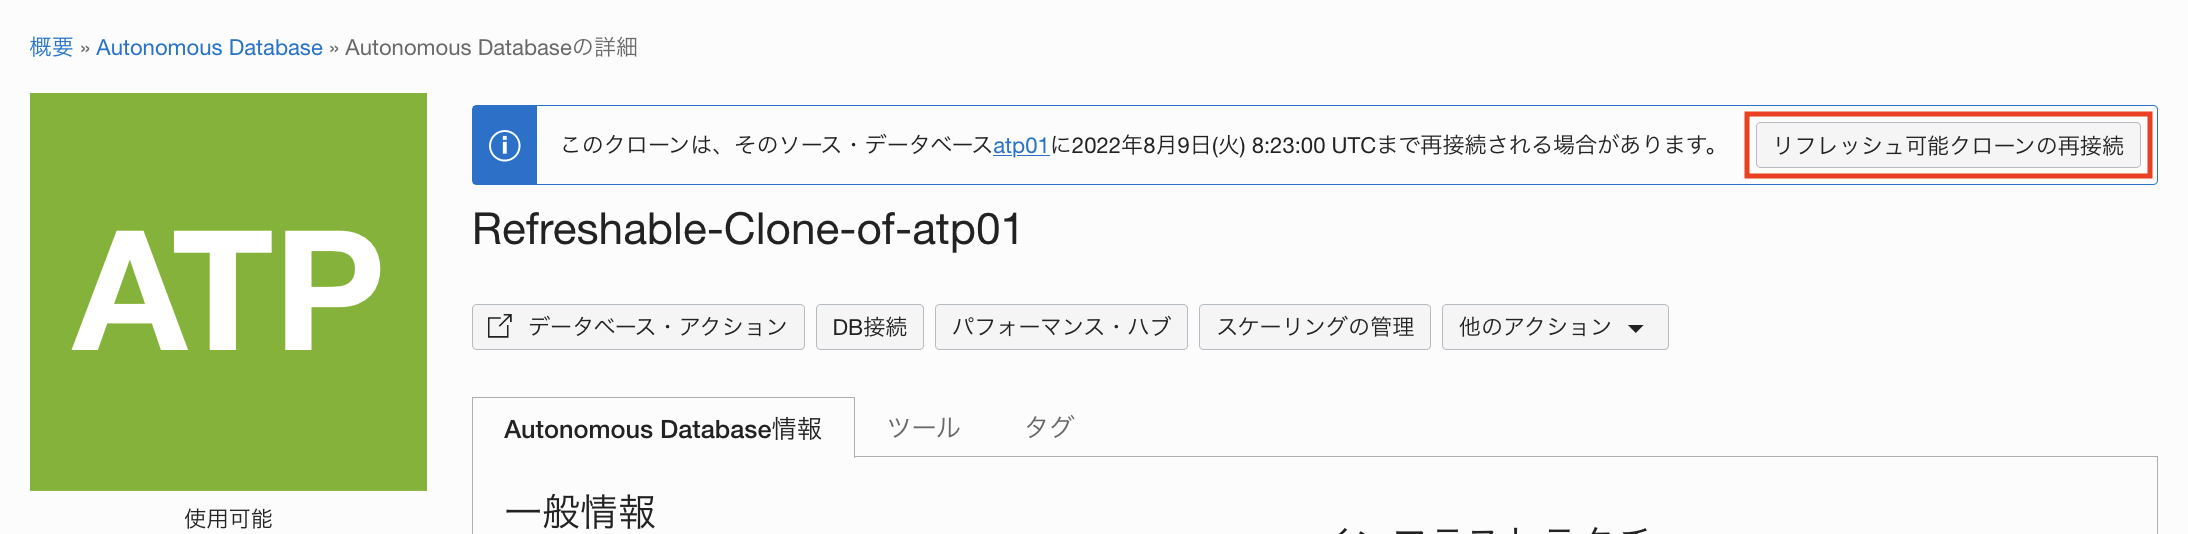 概要 » Autonomous Database » Autonomous Databaseの詳細
ATP
使用可能
このクローンは、そのソース・データベースatp01に2022年8月9日(火) 8:23:00 UTCまで再接続される場合があります。
リフレッシュ可能クローンの再接続
Refreshable-Clone-of-atp01
データベース・アクション
DB接続
パフォーマンス・ハブ
スケーリングの管理
他のアクション
Autonomous Database情報
ツール
タグ
一般情報